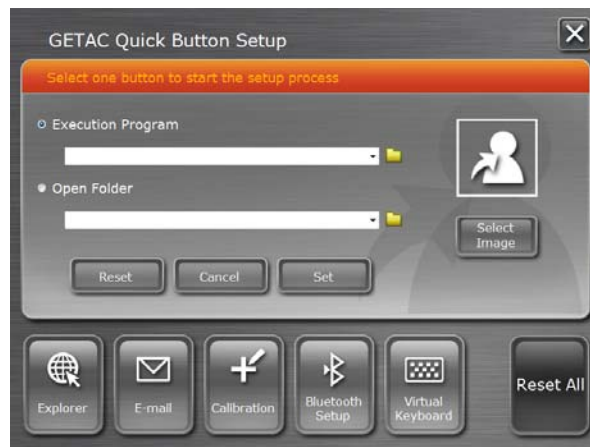 GETAC Quick Button Setup
Select one button to start the setup process
Execution Program
Open Folder
Select
Image
Reset Cancel Set
Explorer E-mail Calibration Bluetooth
Setup Virtual
Keyboard Reset All